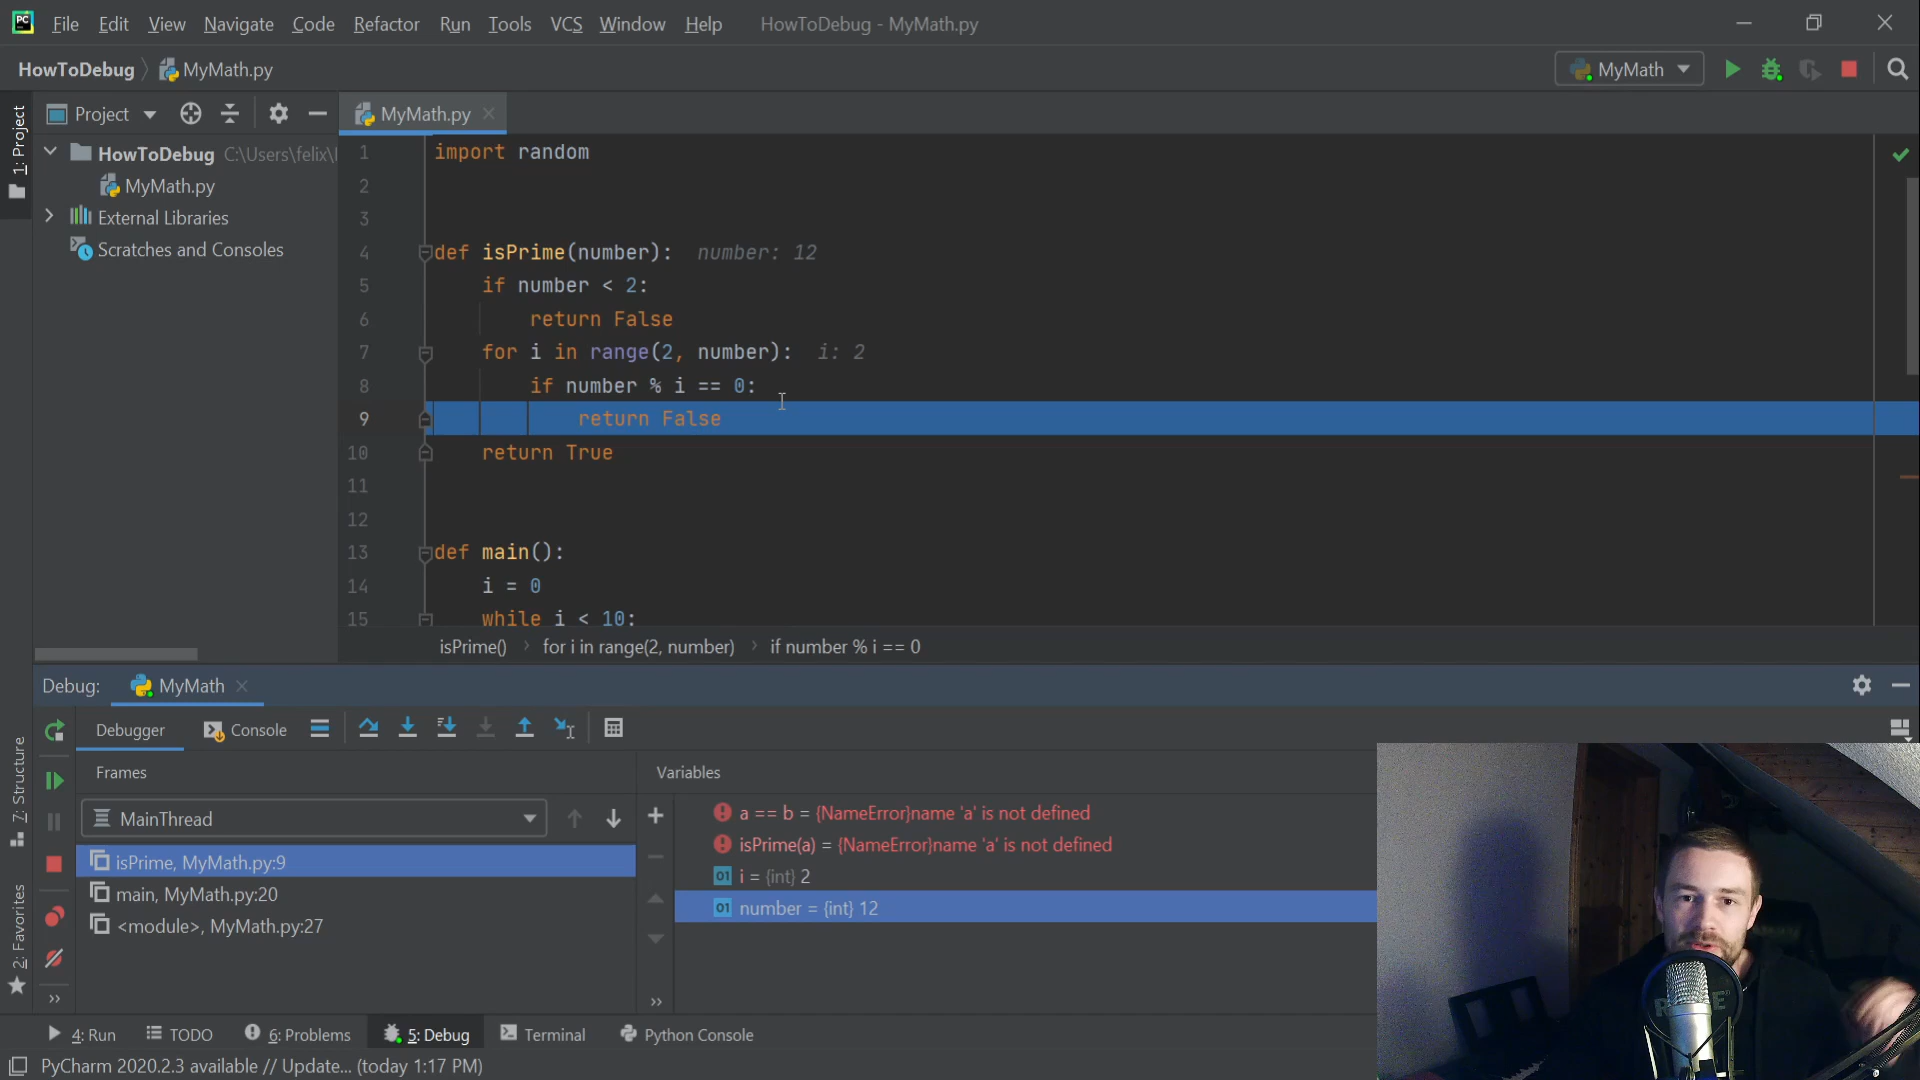 PC File Edit View Navigate Code Refactor Run Tools VCS Window Help HowToDebug - MyMath.py
HowToDebug MyMath.py MyMath
1: Project
Project
MyMath.py
HowToDebug C:\Users\felix\
MyMath.py
External Libraries
Scratches and Consoles
1 import random
2
3
4 def isPrime(number): number: 12
5 if number < 2:
6 return False
7 for i in range(2, number): i: 2
8 if number % i == 0:
9 return False
10 return True
11
12
13 def main():
14 i = 0
15 while i < 10:
isPrime() › for i in range(2, number) › if number % i == 0
Debug: MyMath
Debugger Console
7: Structure
2: Favorites
Frames
MainThread
isPrime, MyMath.py:9
main, MyMath.py:20
<module>, MyMath.py:27
Variables
a == b = {NameError}name 'a' is not defined
isPrime(a) = {NameError}name 'a' is not defined
01 i = {int} 2
01 number = {int} 12
4: Run TODO 6: Problems 5: Debug Terminal Python Console
PyCharm 2020.2.3 available // Update... (today 1:17 PM)